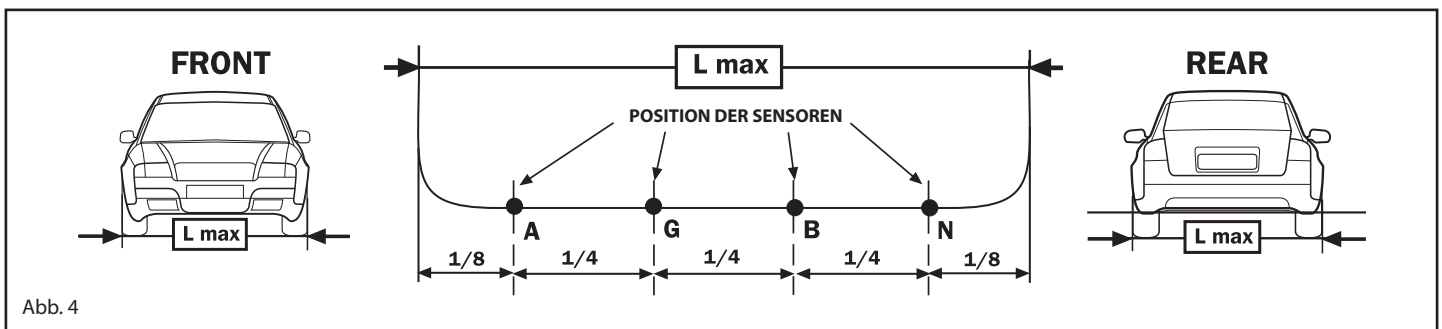 FRONT
L max
L max
POSITION DER SENSOREN
A G B N
1/8 1/4 1/4 1/4 1/8
REAR
L max
Abb. 4